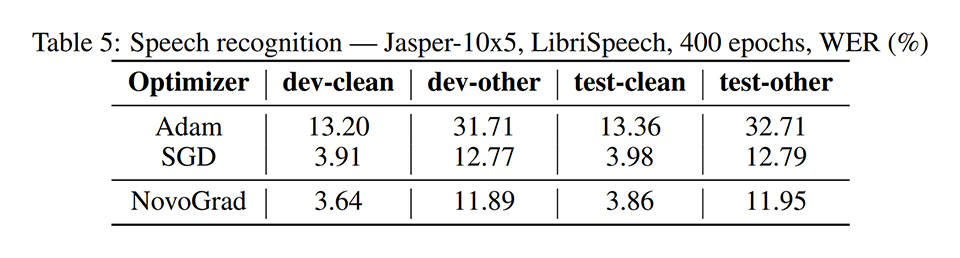 Table 5: Speech recognition — Jasper-10x5, LibriSpeech, 400 epochs, WER (%)
Optimizer dev-clean dev-other test-clean test-other
Adam 13.20 31.71 13.36 32.71
SGD 3.91 12.77 3.98 12.79
NovoGrad 3.64 11.89 3.86 11.95